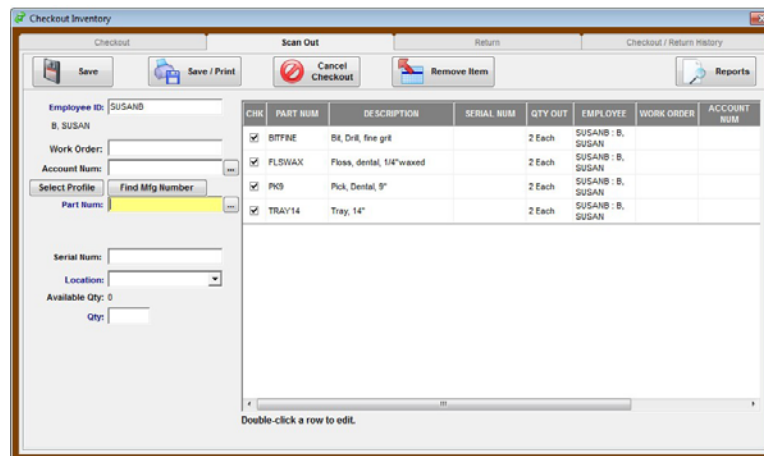 Checkout Inventory
Checkout Scan Out Return Checkout / Return History
Save Save / Print Cancel Checkout Remove Item Reports
Employee ID: SUSANB
B, SUSAN
Work Order:
Account Num: ...
Select Profile Find Mfg Number
Part Num: ...
Serial Num:
Location:
Available Qty: 0
Qty:
CHK PART NUM DESCRIPTION SERIAL NUM QTY OUT EMPLOYEE WORK ORDER ACCOUNT NUM
BITFINE Bit, Drill, fine grit 2 Each SUSANB : B, SUSAN
FLSWAX Floss, dental, 1/4"waxed 2 Each SUSANB : B, SUSAN
PK9 Pick, Dental, 9" 2 Each SUSANB : B, SUSAN
TRAY14 Tray, 14" 2 Each SUSANB : B, SUSAN
Double-click a row to edit.